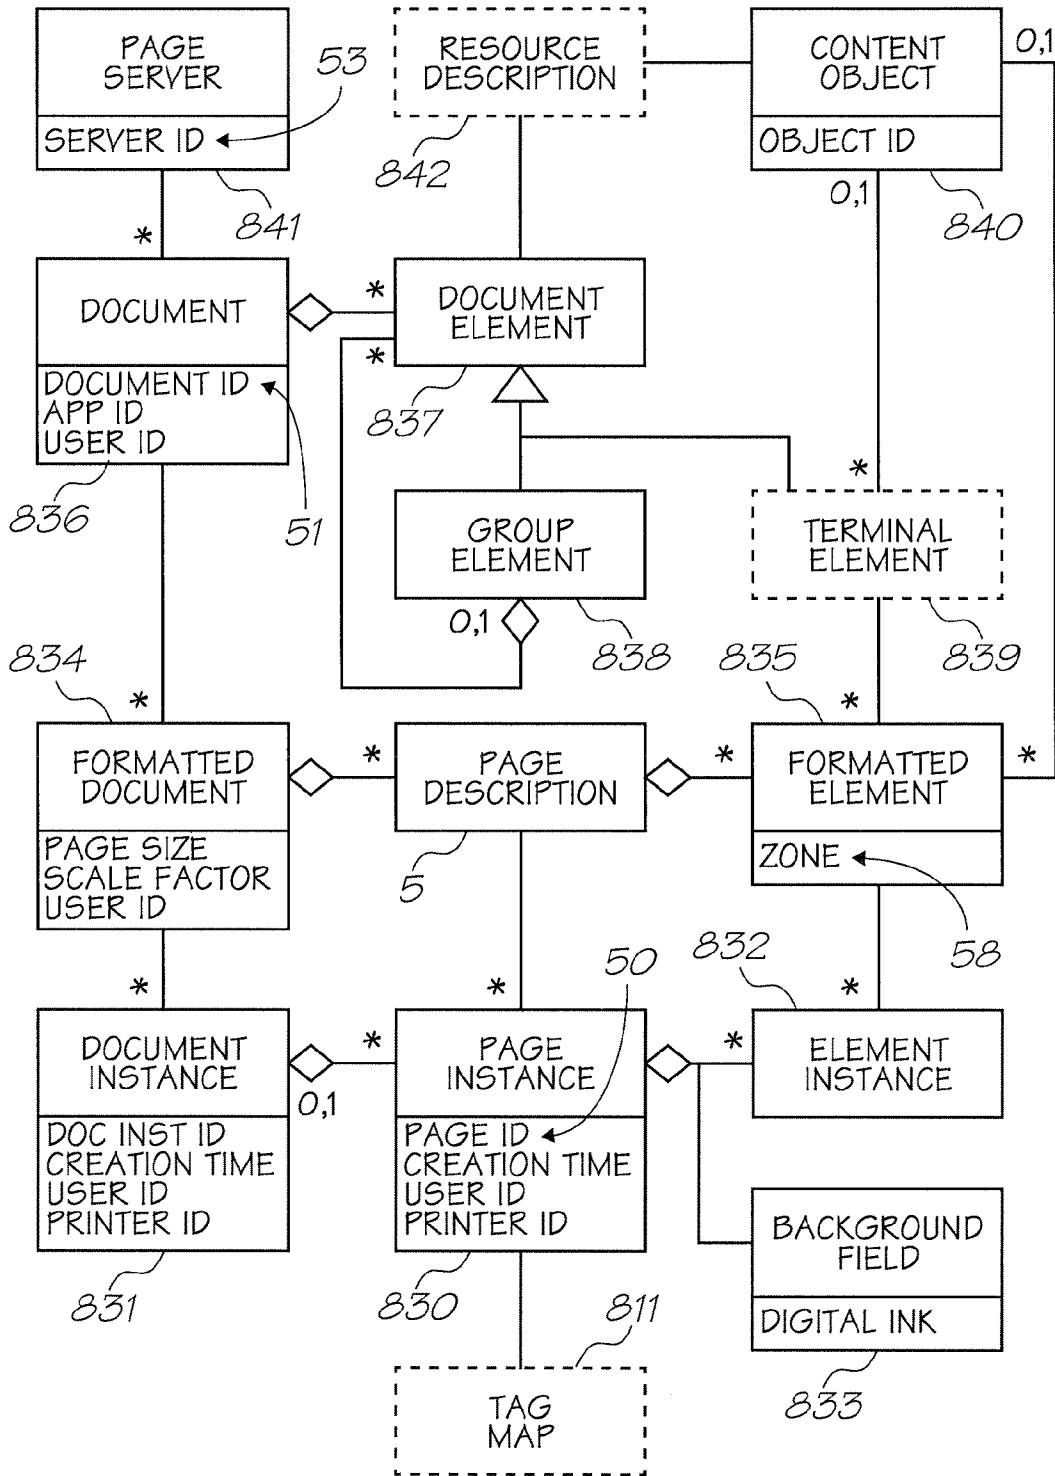 PAGE
SERVER
SERVER ID
53
841
*
RESOURCE
DESCRIPTION
842
CONTENT
OBJECT
OBJECT ID
0,1
0,1
840
DOCUMENT
DOCUMENT ID
APP ID
USER ID
836
51
*
DOCUMENT
ELEMENT
*
837
GROUP
ELEMENT
0,1
838
*
TERMINAL
ELEMENT
839
834
*
FORMATTED
DOCUMENT
PAGE SIZE
SCALE FACTOR
USER ID
*
PAGE
DESCRIPTION
5
835
*
*
FORMATTED
ELEMENT
*
ZONE
58
*
DOCUMENT
INSTANCE
0,1
DOC INST ID
CREATION TIME
USER ID
PRINTER ID
831
*
*
PAGE
INSTANCE
50
PAGE ID
CREATION TIME
USER ID
PRINTER ID
830
832
*
*
ELEMENT
INSTANCE
BACKGROUND
FIELD
DIGITAL INK
833
811
TAG
MAP